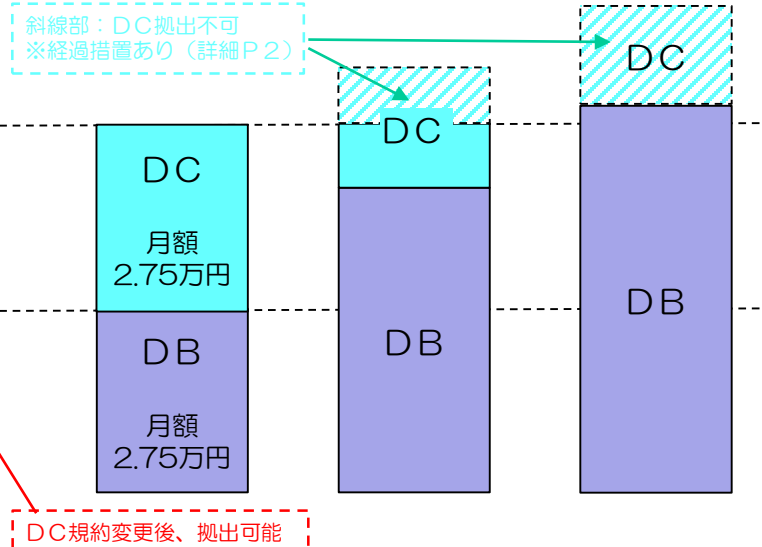 斜線部：ＤＣ拠出不可
※経過措置あり（詳細Ｐ２）
ＤＣ
月額
2.75万円
ＤＢ
月額
2.75万円
ＤＣ
ＤＢ
ＤＣ
ＤＢ
ＤＣ規約変更後、拠出可能